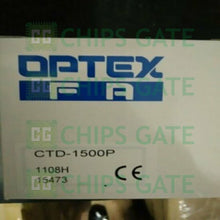 CHIPS GATE
OPTEX
FA
CHIPS GATE
CTD-1500P
1108H
15473
CE
CHIPS GATE